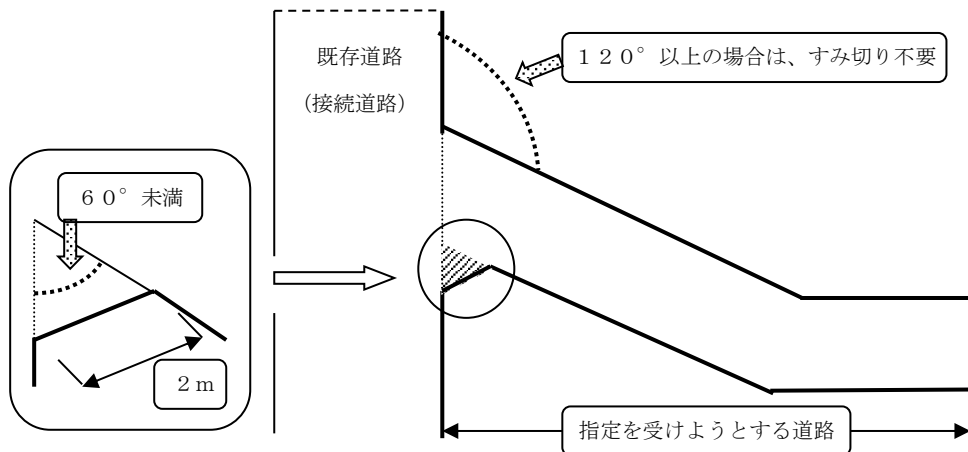 既存道路
（接続道路）
１２０°以上の場合は、すみ切り不要
６０°未満
２ｍ
指定を受けようとする道路